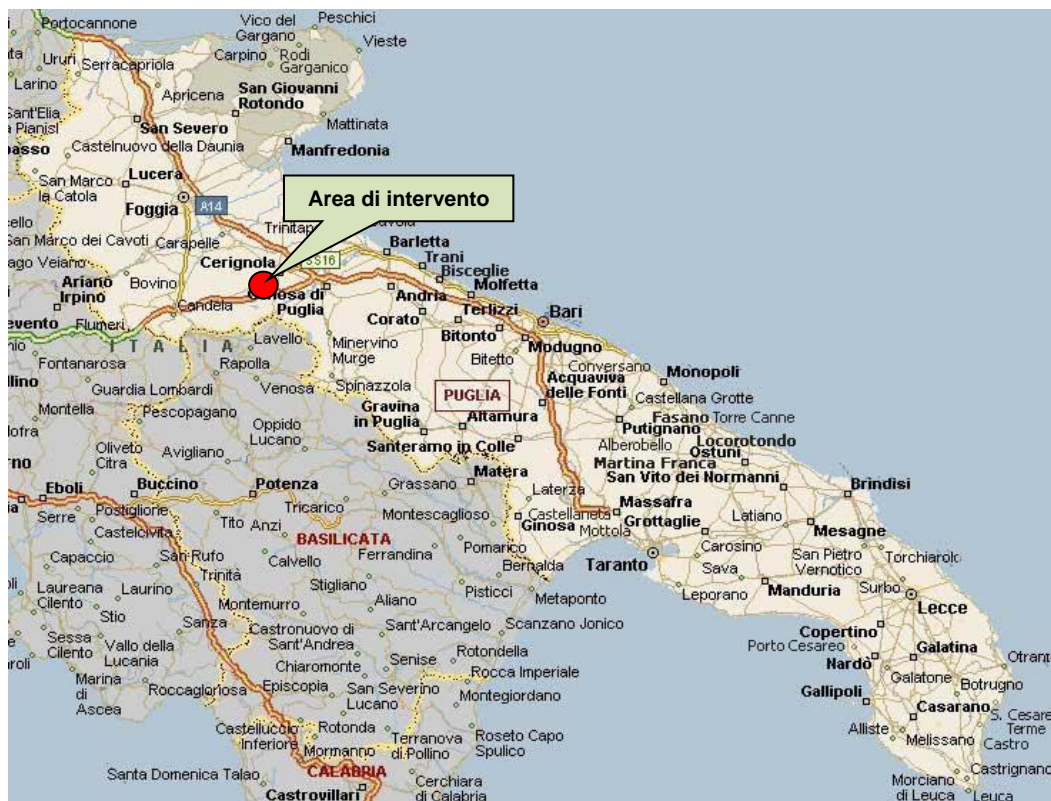 Portocannone
Vico del
Gargano
Peschici
Ururi
Serracapriola
Carpino
Rodi
Garganico
Vieste
Larino
Apricena
San Giovanni
Rotondo
Sant'Elia
a Pianisi
San Severo
Mattinata
passo
Castelnuovo della Daunia
Manfredonia
San Marco
la Catola
Lucera
Foggia
A14
Area di intervento
Trinitap
San Marco dei Cavoti
Carapelle
Barletta
Trani
ago Veiano
Cerignola
SS16
Bisceglie
Ariano
Irpino
Bovino
Molfetta
Candela
Puglia
Andria
Terlizzi
Bari
evento
Flumeri
Corato
ITALIA
Lavello
Minervino
Murge
Bitonto
Modugno
Fontanarosa
Rapolla
Bitetto
Conversano
Monopoli
llino
Guardia Lombardi
Venosa
Spinazzola
PUGLIA
Acquaviva
delle Fonti
Castellana Grotte
Montella
Pescopagano
Gravina
in Puglia
Altamura
Fasano
Torre Canne
Putignano
Oppido
Lucano
Santeramo in Colle
Alberobello
Locorotondo
Ostuni
Oliveto
Citra
Avigliano
Matera
Martina Franca
San Vito dei Normanni
Eboli
Buccino
Potenza
Grassano
Laterza
Brindisi
Serre
Postiglione
Tricarico
Montescaglioso
Castellaneta
Massafra
Castelcivita
Tito
Anzi
Ginosa
Mottola
Grottaglie
Latiano
Mesagne
BASILICATA
Capaccio
San Rufo
Calvello
Ferrandina
Pomarico
Bernalda
Taranto
Carosino
San Pietro
Vernotico
Torchiarolo
Trinità
Stigliano
Sava
Laureana
Cilento
Laurino
Pisticci
Metaponto
Leporano
Manduria
Surbo
Lecce
Stio
Montemurro
Aliano
Sessa
Cilento
Sanza
Castronuovo di
Sant'Andrea
Sant'Arcangelo
Scanzano Jonico
Copertino
Porto Cesareo
Vallo della
Lucania
Chiaromonte
Senise
Rotondella
Nardò
Galatina
Otrant
Marina
di
Ascea
Roccagloriosa
Episcopia
San Severino
Lucano
Rocca Imperiale
Montegiordano
Galatone
Botrugno
Gallipoli
Casarano
Castelluccio
Inferiore
Rotonda
Terranova
di Pollino
Roseto Capo
Spulico
Alliste
S. Cesare
Terme
Mormanno
Melissano
Castro
Santa Domenica Talao
CALABRIA
Cerchiara
di Calabria
Castrovillari
Morciano
di Leuca
Castrignano
Leuca